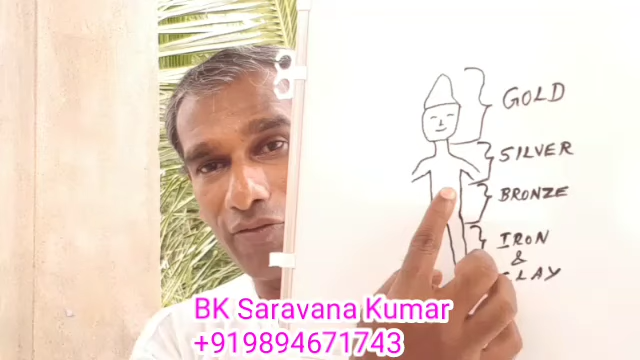 GOLD
SILVER
BRONZE
IRON
&
CLAY
BK Saravana Kumar
+919894671743